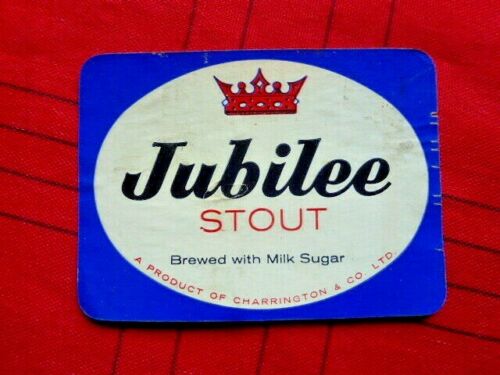 Jubilee
STOUT
Brewed with Milk Sugar
A PRODUCT OF CHARRINGTON & CO. LTD.